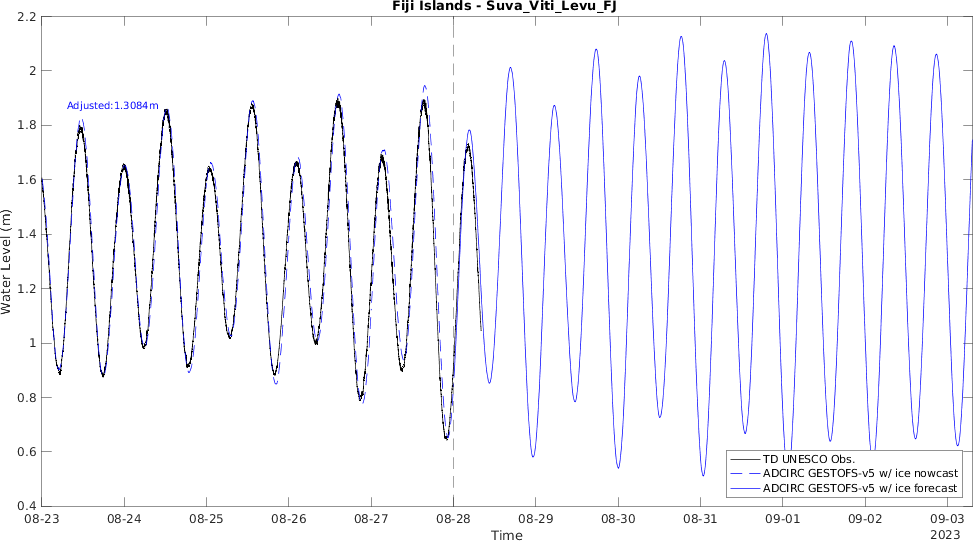 Fiji Islands - Suva_Viti_Levu_FJ
Water Level (m)
2.2
2
1.8
1.6
1.4
1.2
1
0.8
0.6
0.4
Adjusted:1.3084m
TD UNESCO Obs.
ADCIRC GESTOFS-v5 w/ ice nowcast
ADCIRC GESTOFS-v5 w/ ice forecast
08-23 08-24 08-25 08-26 08-27 08-28 08-29 08-30 08-31 09-01 09-02 09-03
Time
2023